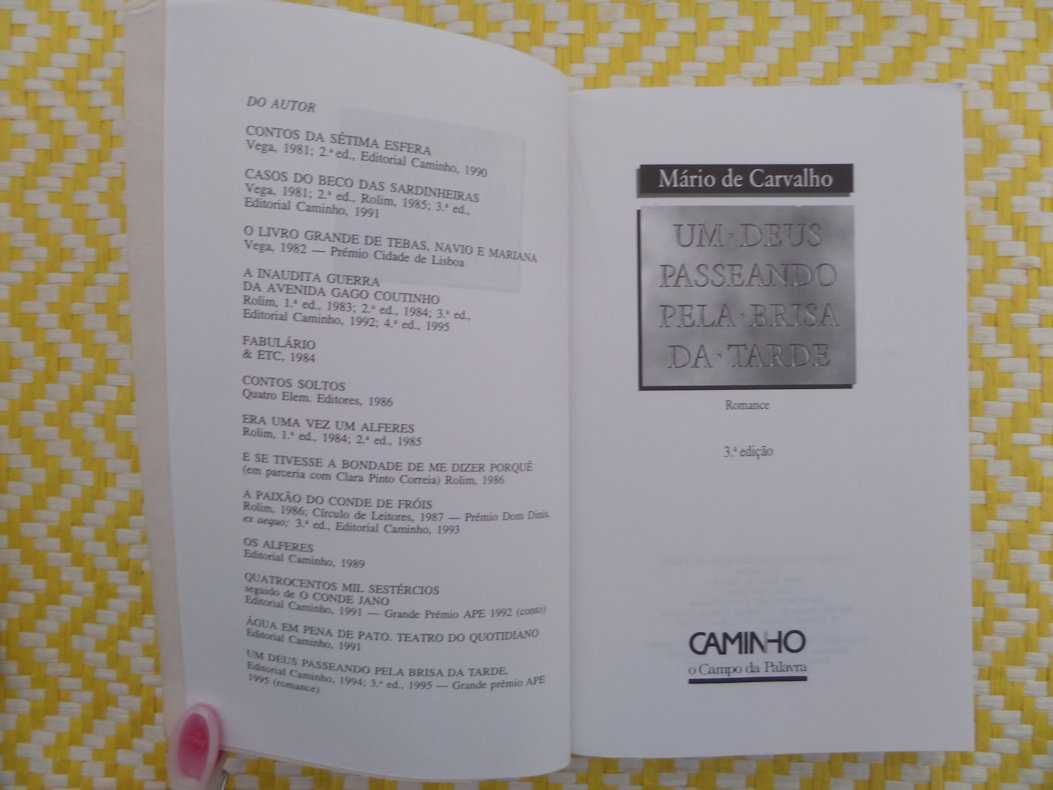 DO AUTOR
CONTOS DA SÉTIMA ESFERA
Vega, 1981; 2.ª ed., Editorial Caminho, 1990
CASOS DO BECO DAS SARDINHEIRAS
Vega, 1981; 2.ª ed., Rolim, 1985; 3.ª ed.,
Editorial Caminho, 1991
O LIVRO GRANDE DE TEBAS, NAVIO E MARIANA
Vega, 1982 — Prémio Cidade de Lisboa
A INAUDITA GUERRA
DA AVENIDA GAGO COUTINHO
Rolim, 1.ª ed., 1983; 2.ª ed., 1984; 3.ª ed.,
Editorial Caminho, 1992; 4.ª ed., 1995
FABULÁRIO
& ETC, 1984
CONTOS SOLTOS
Quatro Elem. Editores, 1986
ERA UMA VEZ UM ALFERES
Rolim, 1.ª ed., 1984; 2.ª ed., 1985
E SE TIVESSE A BONDADE DE ME DIZER PORQUÊ
(em parceria com Clara Pinto Correia) Rolim, 1986
A PAIXÃO DO CONDE DE FRÓIS
Rolim, 1986; Círculo de Leitores, 1987 — Prémio Dom Dinis,
ex aequo; 3.ª ed., Editorial Caminho, 1993
OS ALFERES
Editorial Caminho, 1989
QUATROCENTOS MIL SESTÉRCIOS
seguido de O CONDE JANO
Editorial Caminho, 1991 — Grande Prémio APE 1992 (conto)
ÁGUA EM PENA DE PATO. TEATRO DO QUOTIDIANO
Editorial Caminho, 1991
UM DEUS PASSEANDO PELA BRISA DA TARDE,
Editorial Caminho, 1994; 3.ª ed., 1995 — Grande prémio APE
1995 (romance)
Mário de Carvalho
UM·DEUS
PASSEANDO
PELA·BRISA
DA·TARDE
Romance
3.ª edição
CAMINHO
o Campo da Palavra